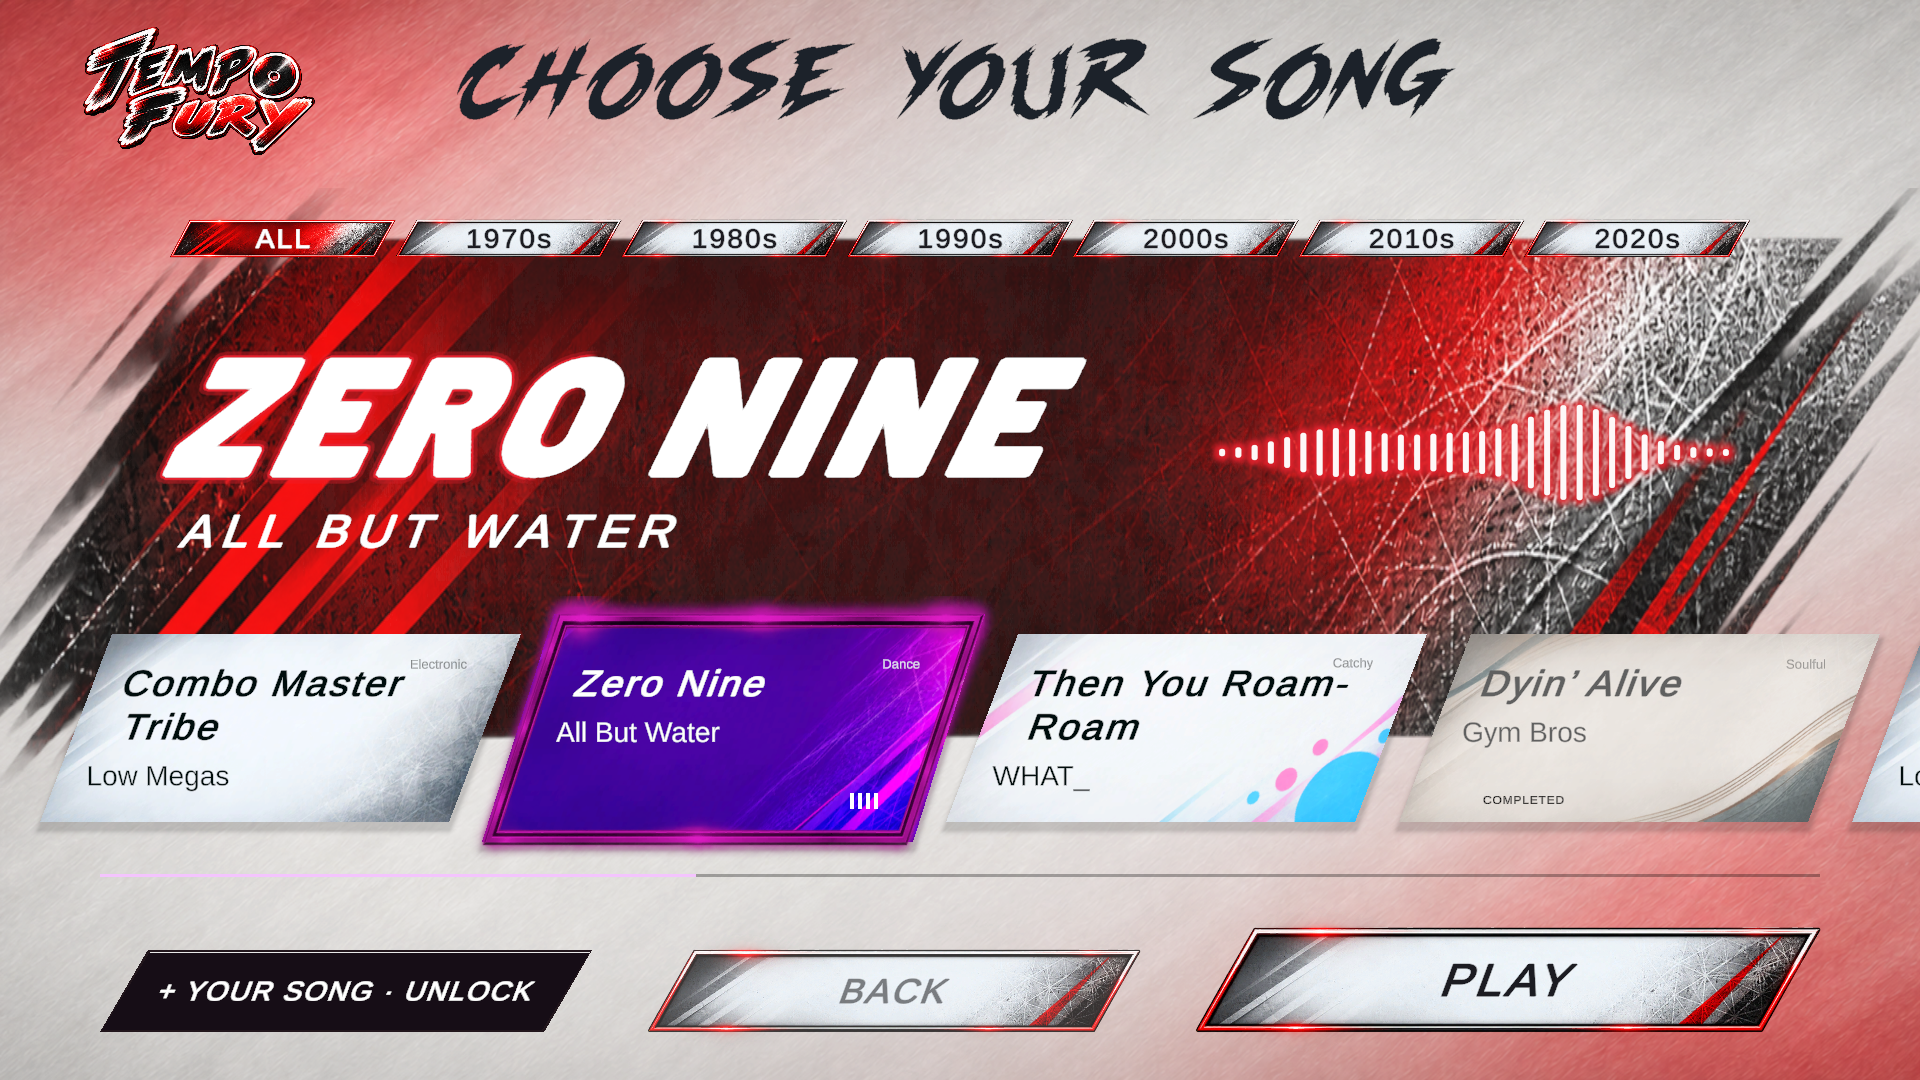 TEMPO
FURY
CHOOSE YOUR SONG
ALL
1970s
1980s
1990s
2000s
2010s
2020s
ZERO NINE
ALL BUT WATER
Electronic
Combo Master
Tribe
Low Megas
Dance
Zero Nine
All But Water
Catchy
Then You Roam-
Roam
WHAT_
Soulful
Dyin’ Alive
Gym Bros
COMPLETED
+ YOUR SONG · UNLOCK
BACK
PLAY